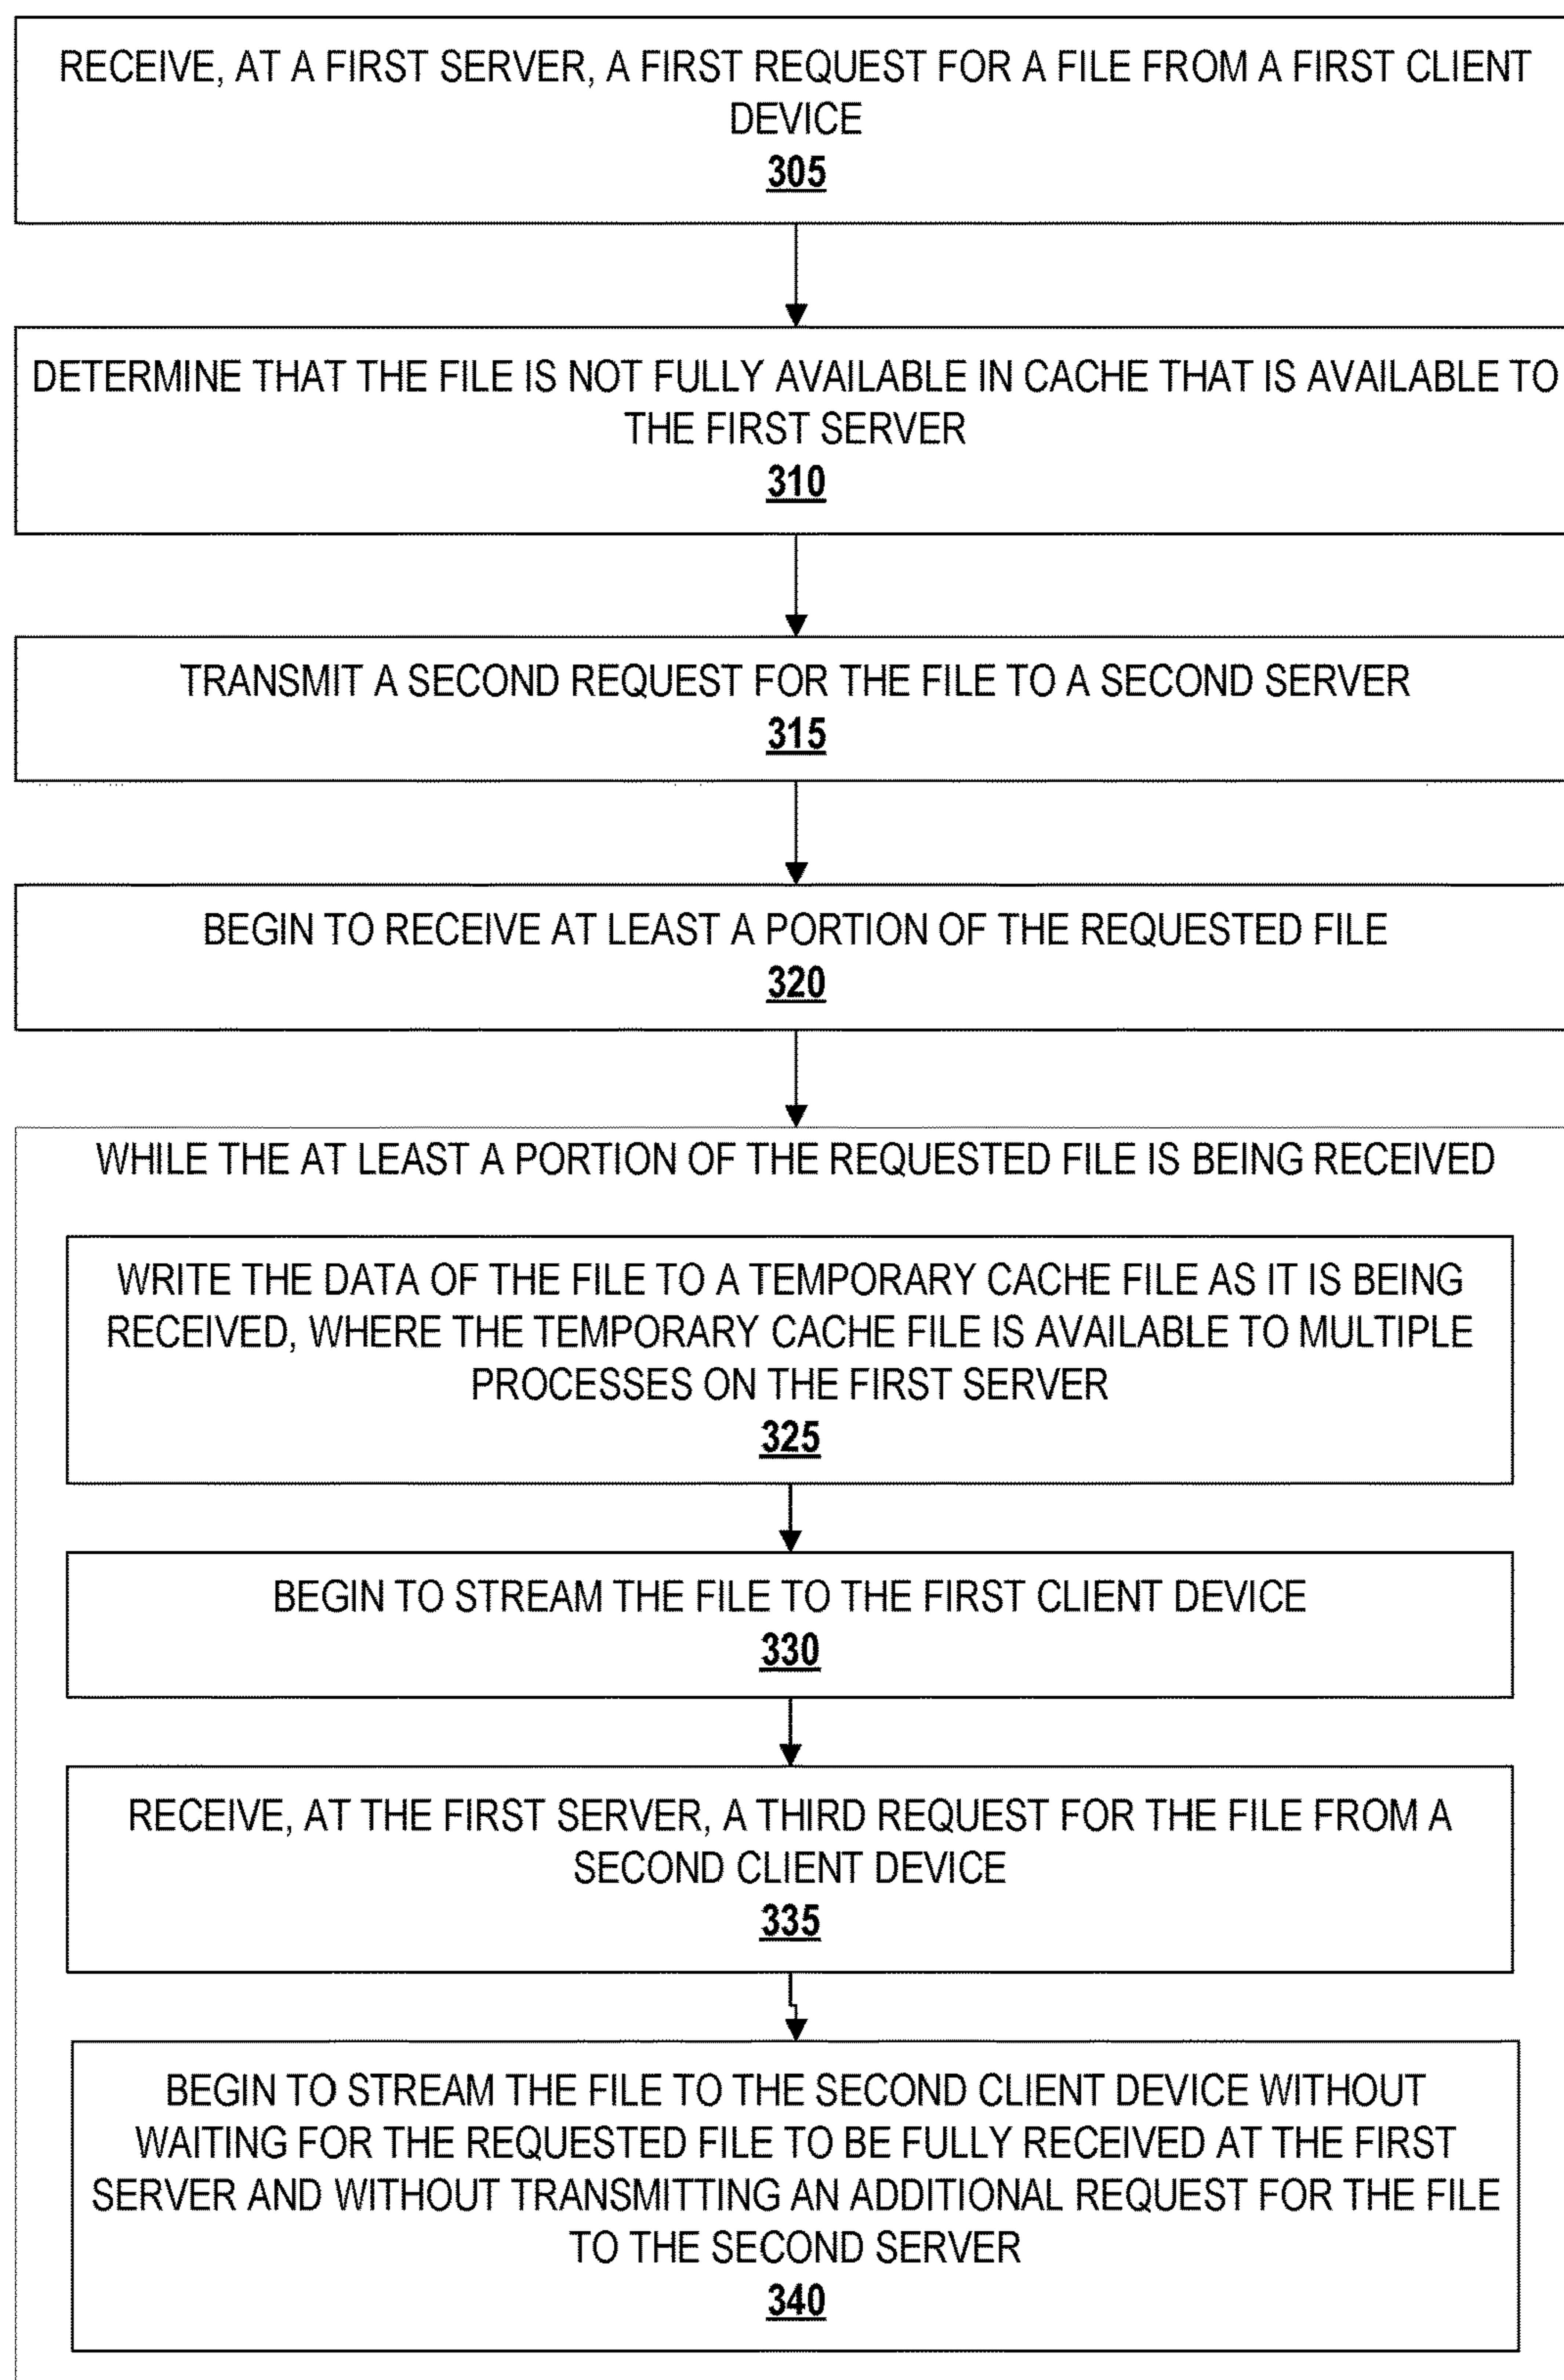 RECEIVE, AT A FIRST SERVER, A FIRST REQUEST FOR A FILE FROM A FIRST CLIENT
DEVICE
305
DETERMINE THAT THE FILE IS NOT FULLY AVAILABLE IN CACHE THAT IS AVAILABLE TO
THE FIRST SERVER
310
TRANSMIT A SECOND REQUEST FOR THE FILE TO A SECOND SERVER
315
BEGIN TO RECEIVE AT LEAST A PORTION OF THE REQUESTED FILE
320
WHILE THE AT LEAST A PORTION OF THE REQUESTED FILE IS BEING RECEIVED
WRITE THE DATA OF THE FILE TO A TEMPORARY CACHE FILE AS IT IS BEING
RECEIVED, WHERE THE TEMPORARY CACHE FILE IS AVAILABLE TO MULTIPLE
PROCESSES ON THE FIRST SERVER
325
BEGIN TO STREAM THE FILE TO THE FIRST CLIENT DEVICE
330
RECEIVE, AT THE FIRST SERVER, A THIRD REQUEST FOR THE FILE FROM A
SECOND CLIENT DEVICE
335
BEGIN TO STREAM THE FILE TO THE SECOND CLIENT DEVICE WITHOUT
WAITING FOR THE REQUESTED FILE TO BE FULLY RECEIVED AT THE FIRST
SERVER AND WITHOUT TRANSMITTING AN ADDITIONAL REQUEST FOR THE FILE
TO THE SECOND SERVER
340